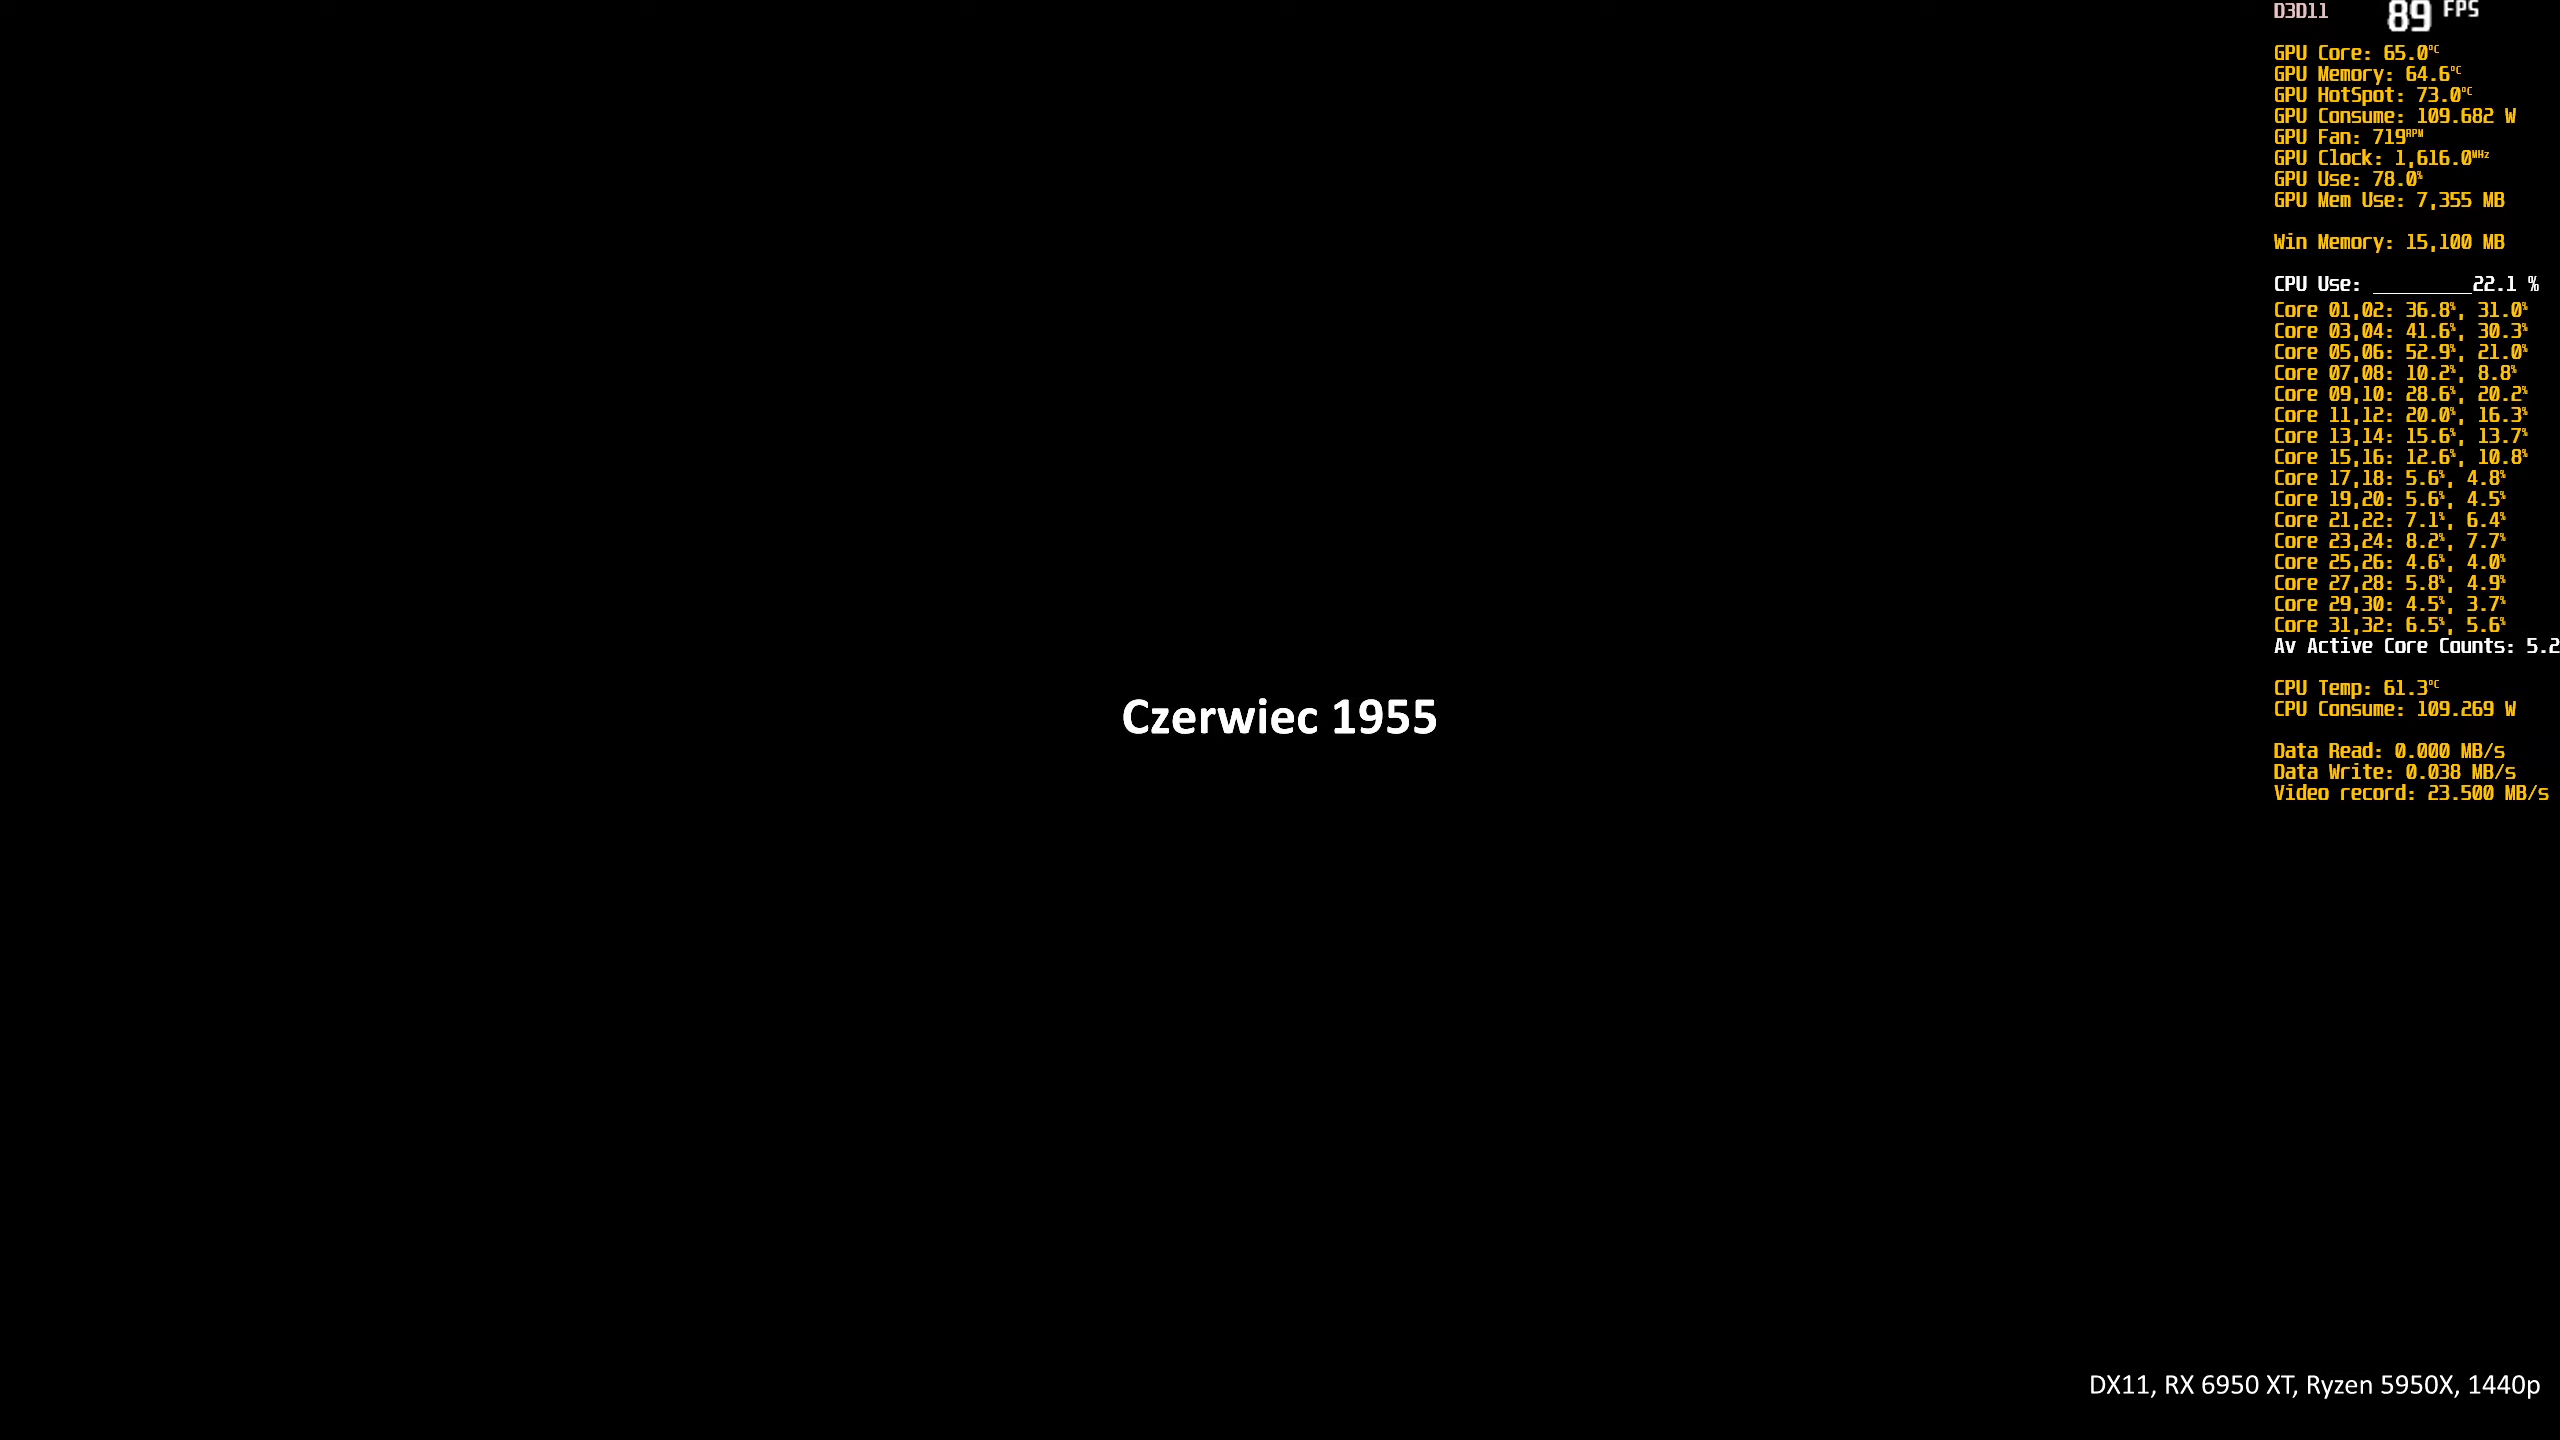 D3D11 89 FPS
GPU Core: 65.0°C
GPU Memory: 64.6°C
GPU HotSpot: 73.0°C
GPU Consume: 109.682 W
GPU Fan: 719RPM
GPU Clock: 1,616.0MHz
GPU Use: 78.0%
GPU Mem Use: 7,355 MB
Win Memory: 15,100 MB
CPU Use: _________22.1 %
Core 01,02: 36.8%, 31.0%
Core 03,04: 41.6%, 30.3%
Core 05,06: 52.9%, 21.0%
Core 07,08: 10.2%, 8.8%
Core 09,10: 28.6%, 20.2%
Core 11,12: 20.0%, 16.3%
Core 13,14: 15.6%, 13.7%
Core 15,16: 12.6%, 10.8%
Core 17,18: 5.6%, 4.8%
Core 19,20: 5.6%, 4.5%
Core 21,22: 7.1%, 6.4%
Core 23,24: 8.2%, 7.7%
Core 25,26: 4.6%, 4.0%
Core 27,28: 5.8%, 4.9%
Core 29,30: 4.5%, 3.7%
Core 31,32: 6.5%, 5.6%
Av Active Core Counts: 5.2
CPU Temp: 61.3°C
CPU Consume: 109.269 W
Data Read: 0.000 MB/s
Data Write: 0.038 MB/s
Video record: 23.500 MB/s
Czerwiec 1955
DX11, RX 6950 XT, Ryzen 5950X, 1440p